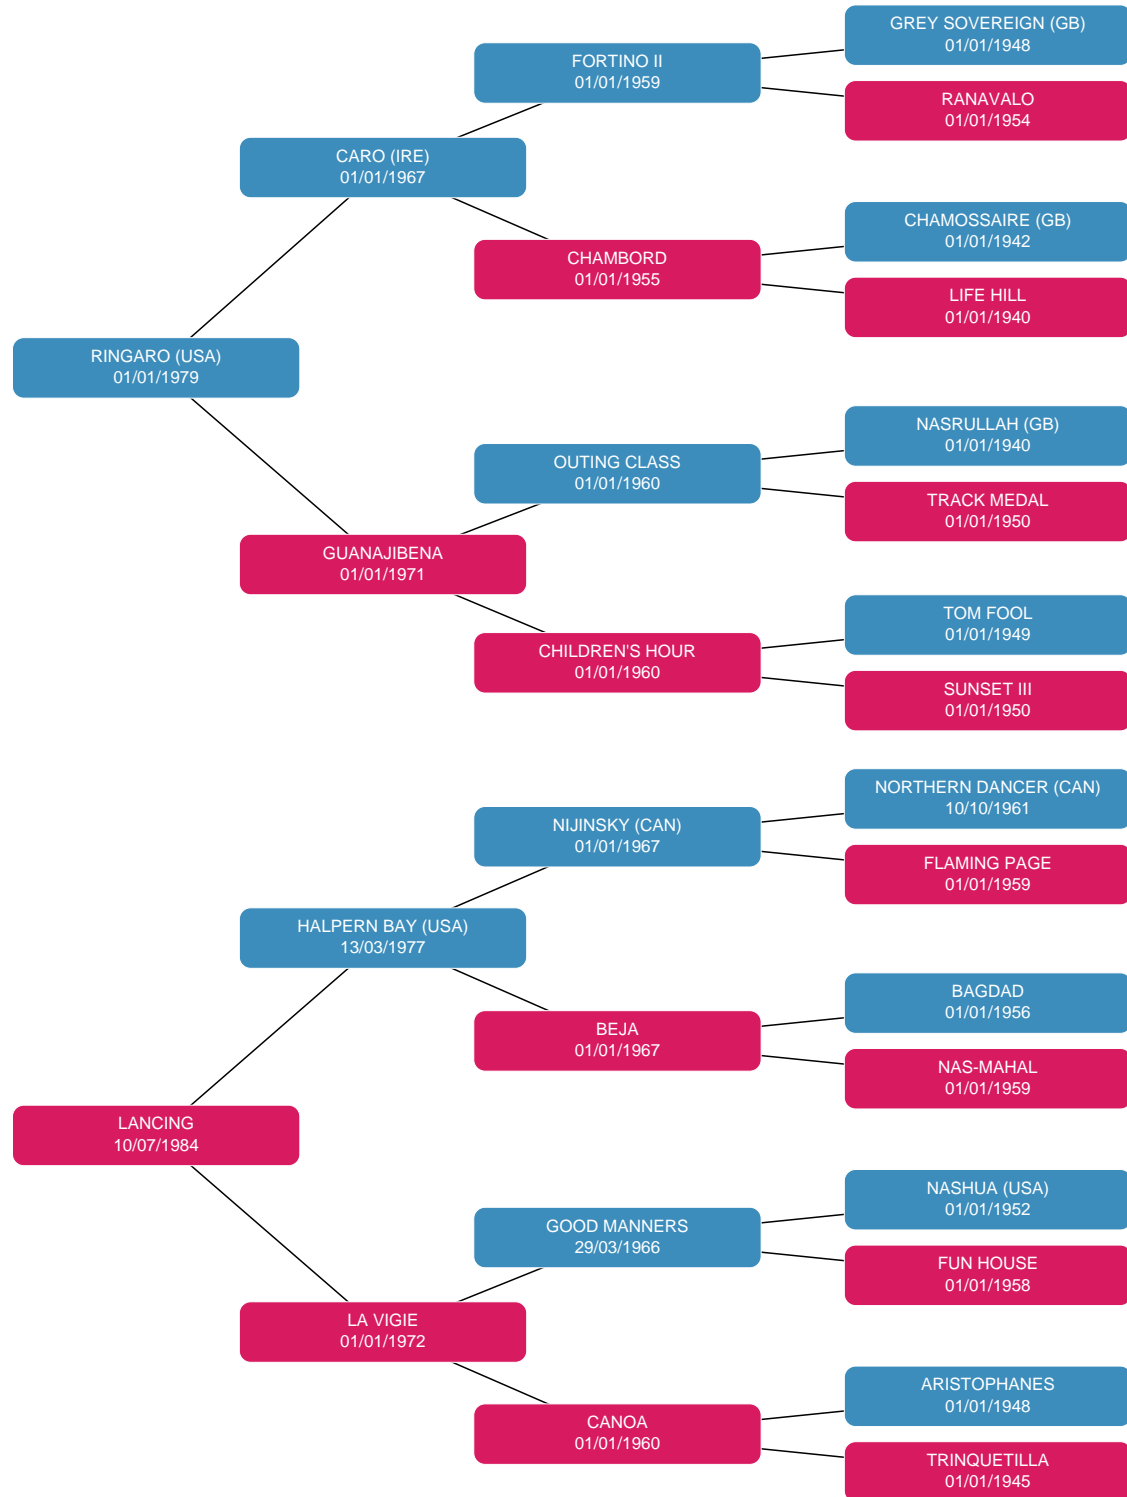 GREY SOVEREIGN (GB)
01/01/1948
FORTINO II
01/01/1959
RANAVALO
01/01/1954
CARO (IRE)
01/01/1967
CHAMOSSAIRE (GB)
01/01/1942
CHAMBORD
01/01/1955
LIFE HILL
01/01/1940
RINGARO (USA)
01/01/1979
NASRULLAH (GB)
01/01/1940
OUTING CLASS
01/01/1960
TRACK MEDAL
01/01/1950
GUANAJIBENA
01/01/1971
TOM FOOL
01/01/1949
CHILDREN'S HOUR
01/01/1960
SUNSET III
01/01/1950
NORTHERN DANCER (CAN)
10/10/1961
NIJINSKY (CAN)
01/01/1967
FLAMING PAGE
01/01/1959
HALPERN BAY (USA)
13/03/1977
BAGDAD
01/01/1956
BEJA
01/01/1967
NAS-MAHAL
01/01/1959
LANCING
10/07/1984
NASHUA (USA)
01/01/1952
GOOD MANNERS
29/03/1966
FUN HOUSE
01/01/1958
LA VIGIE
01/01/1972
ARISTOPHANES
01/01/1948
CANOA
01/01/1960
TRINQUETILLA
01/01/1945